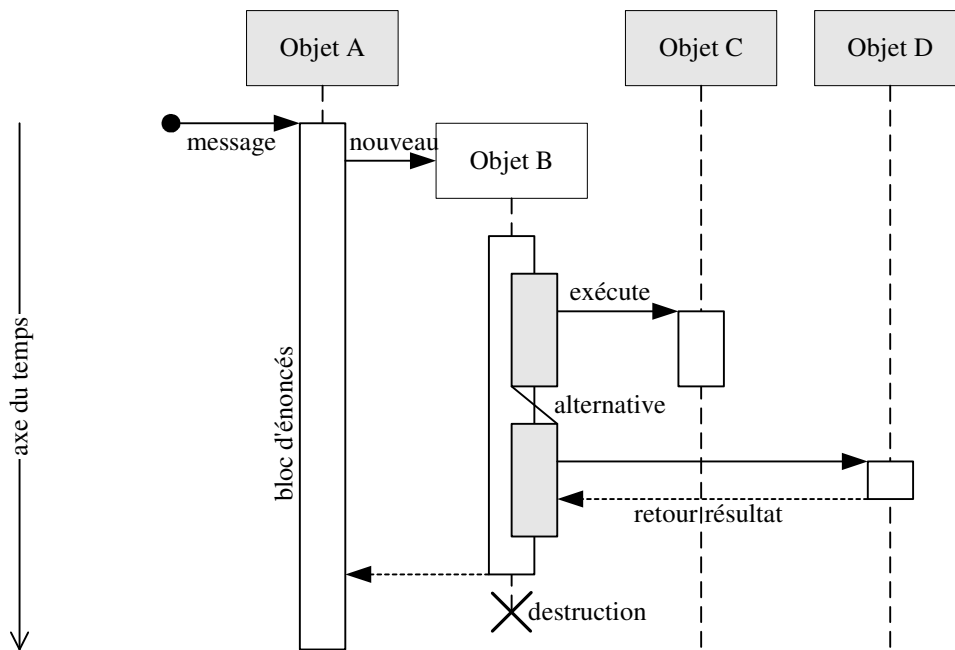 Objet A
Objet C
Objet D
message
nouveau
Objet B
exécute
axe du temps
bloc d'énoncés
alternative
retour résultat
destruction